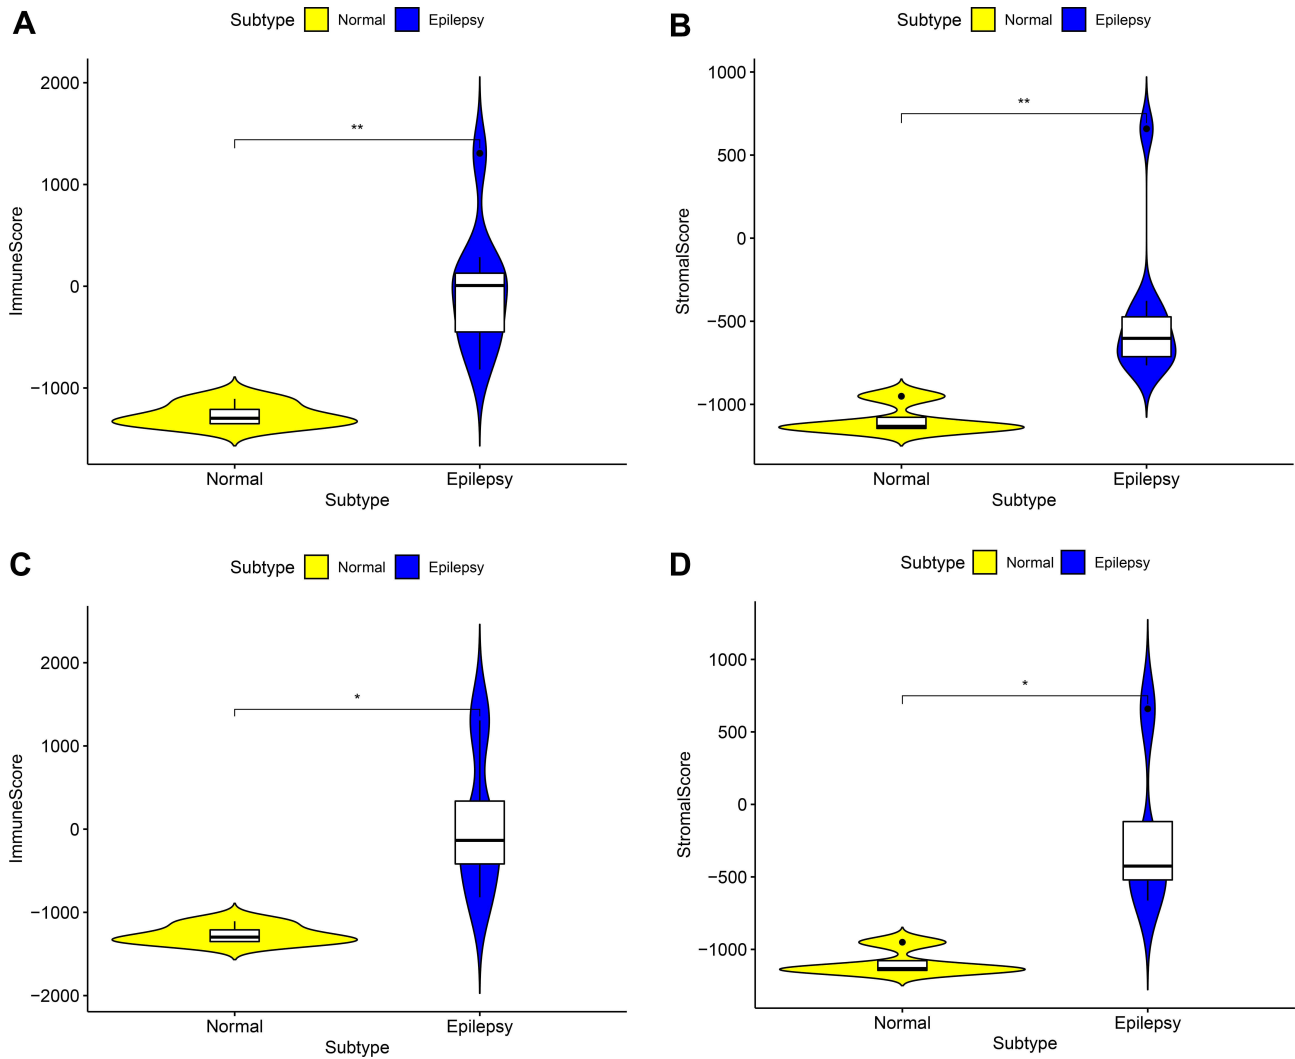 A
Subtype Normal Epilepsy
ImmuneScore
2000
1000
0
−1000
**
Normal Epilepsy
Subtype
B
Subtype Normal Epilepsy
StromalScore
1000
500
0
−500
−1000
**
Normal Epilepsy
Subtype
C
Subtype Normal Epilepsy
ImmuneScore
2000
1000
0
−1000
−2000
*
Normal Epilepsy
Subtype
D
Subtype Normal Epilepsy
StromalScore
1000
500
0
−500
−1000
*
Normal Epilepsy
Subtype